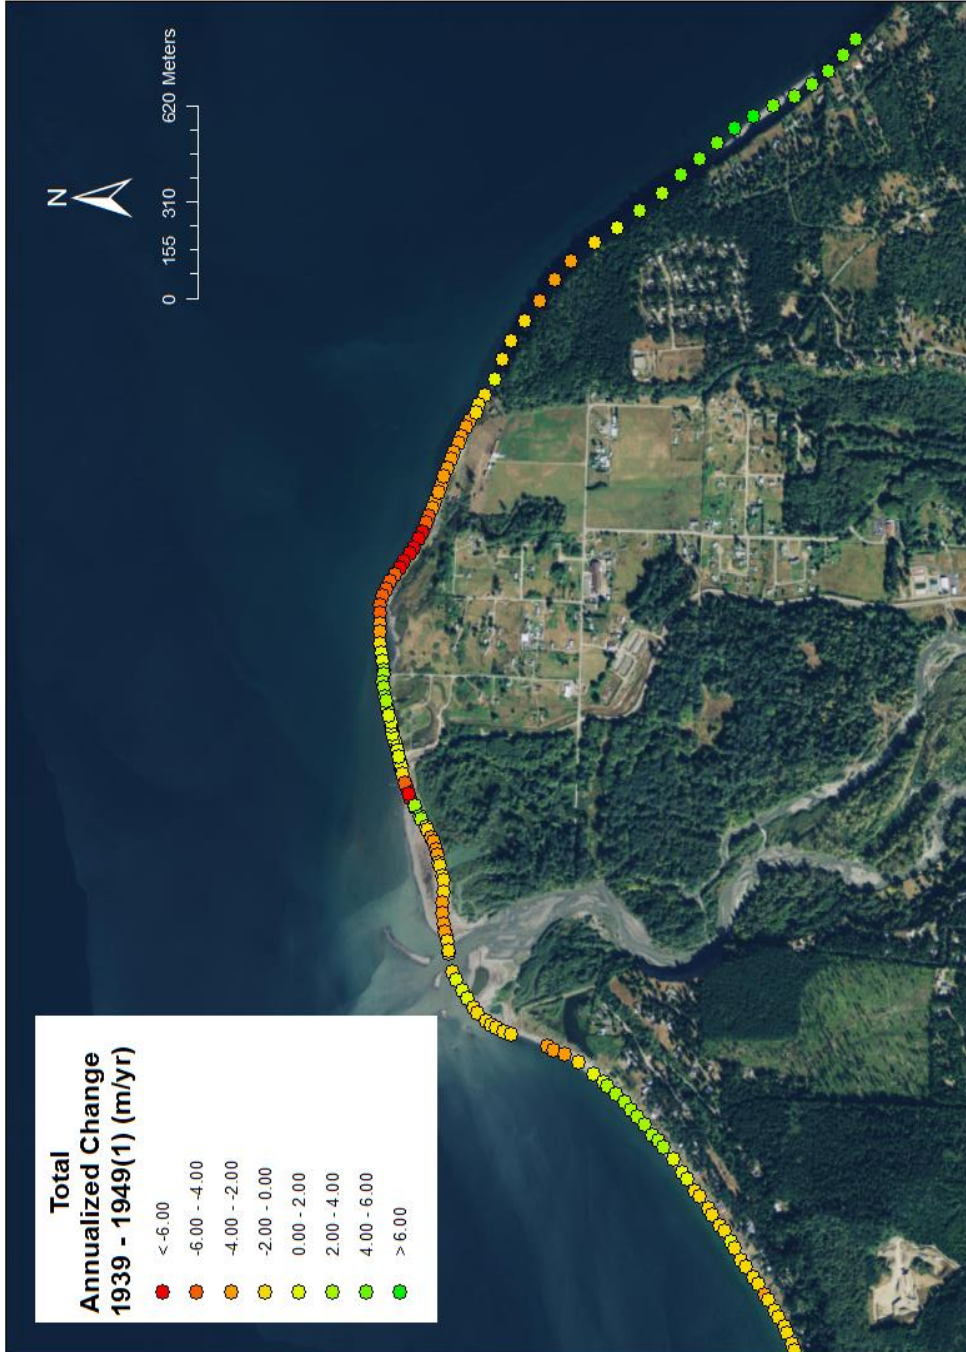 Total
Annualized Change
1939 - 1949(1) (m/yr)
< -6.00
-6.00 - -4.00
-4.00 - -2.00
-2.00 - 0.00
0.00 - 2.00
2.00 - 4.00
4.00 - 6.00
> 6.00
N
0 155 310 620 Meters